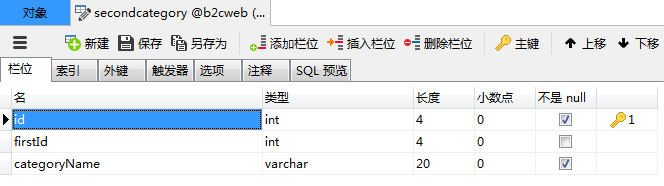 对象 secondcategory @b2cweb (...
新建 保存 另存为 添加栏位 插入栏位 删除栏位 主键 上移 下移
栏位 索引 外键 触发器 选项 注释 SQL 预览
名 类型 长度 小数点 不是 null
id int 4 0 1
firstId int 4 0
categoryName varchar 20 0